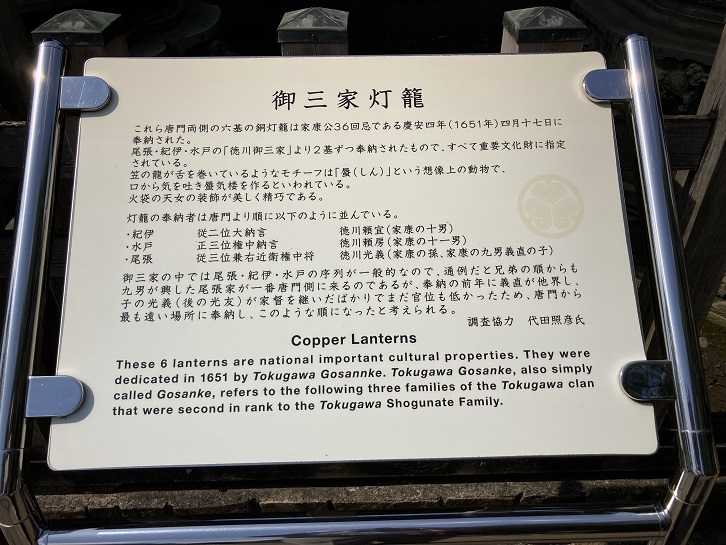 御三家灯籠
これら唐門両側の六基の銅灯籠は家康公36回忌である慶安四年(1651年)四月十七日に
奉納された。
尾張・紀伊・水戸の「徳川御三家」より2基ずつ奉納されたもので、すべて重要文化財に指定
されている。
笠の龍が舌を巻いているようなモチーフは「蜃(しん)」という想像上の動物で、
口から気を吐き蜃気楼を作るといわれている。
火袋の天女の装飾が美しく精巧である。
灯籠の奉納者は唐門より順に以下のように並んでいる。
・紀伊 従二位大納言 徳川頼宣(家康の十男)
・水戸 正三位権中納言 徳川頼房(家康の十一男)
・尾張 従三位兼右近衛権中将 徳川光義(家康の孫、家康の九男義直の子)
御三家の中では尾張・紀伊・水戸の序列が一般的なので、通例だと兄弟の順からも
九男が興した尾張家が一番唐門側に来るのであるが、奉納の前年に義直が他界し、
子の光義(後の光友)が家督を継いだばかりでまだ官位も低かったため、唐門から
最も遠い場所に奉納し、このような順になったと考えられる。
調査協力 代田照彦氏
Copper Lanterns
These 6 lanterns are national important cultural properties. They were
dedicated in 1651 by Tokugawa Gosannke. Tokugawa Gosanke, also simply
called Gosanke, refers to the following three families of the Tokugawa clan
that were second in rank to the Tokugawa Shogunate Family.